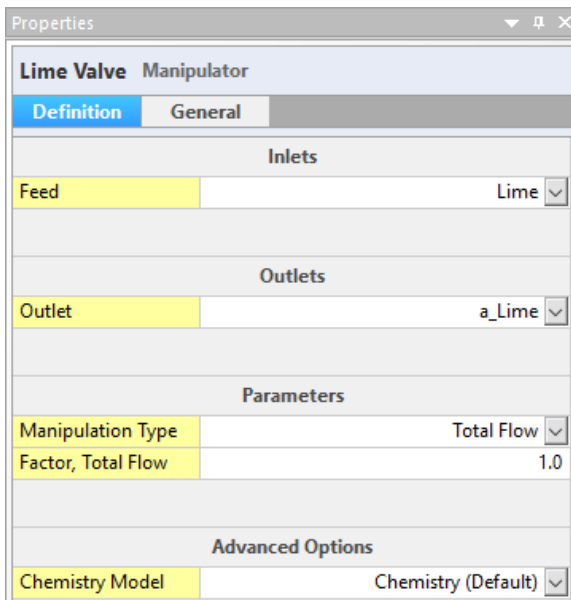 Properties
Lime Valve Manipulator
Definition General
Inlets
Feed Lime
Outlets
Outlet a_Lime
Parameters
Manipulation Type Total Flow
Factor, Total Flow 1.0
Advanced Options
Chemistry Model Chemistry (Default)